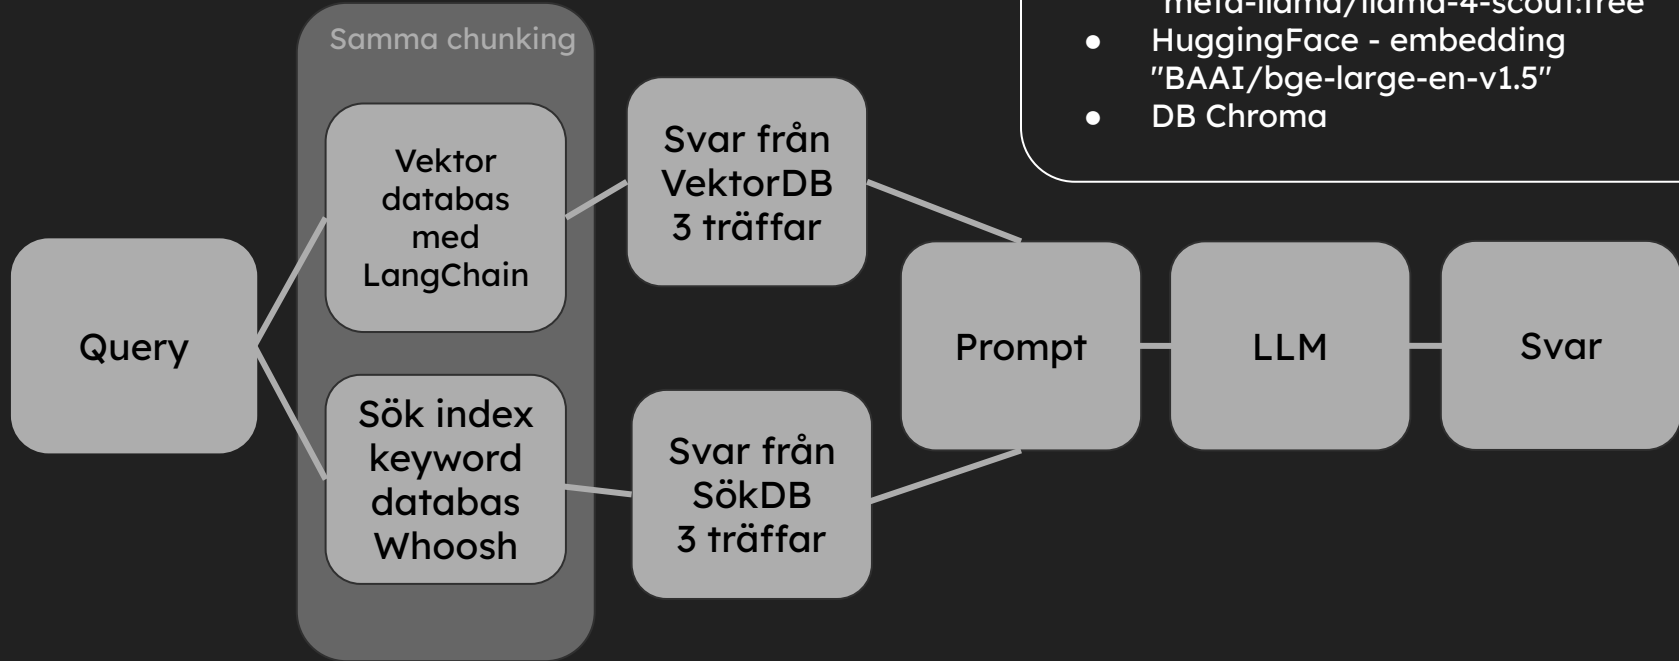 Samma chunking
"meta-llama/llama-4-scout:free"
HuggingFace - embedding
"BAAI/bge-large-en-v1.5"
DB Chroma
Vektor
databas
med
LangChain
Svar från
VektorDB
3 träffar
Query
Sök index
keyword
databas
Whoosh
Svar från
SökDB
3 träffar
Prompt
LLM
Svar